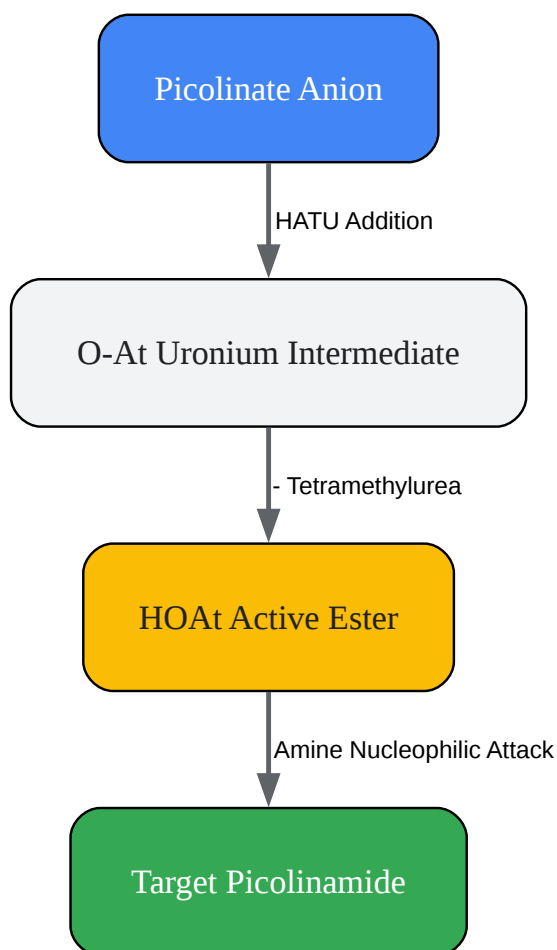 Picolinate Anion
HATU Addition
O-At Uronium Intermediate
- Tetramethylurea
HOAt Active Ester
Amine Nucleophilic Attack
Target Picolinamide